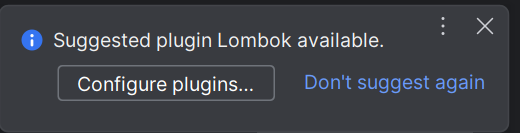 Suggested plugin Lombok available.
Configure plugins... Don't suggest again